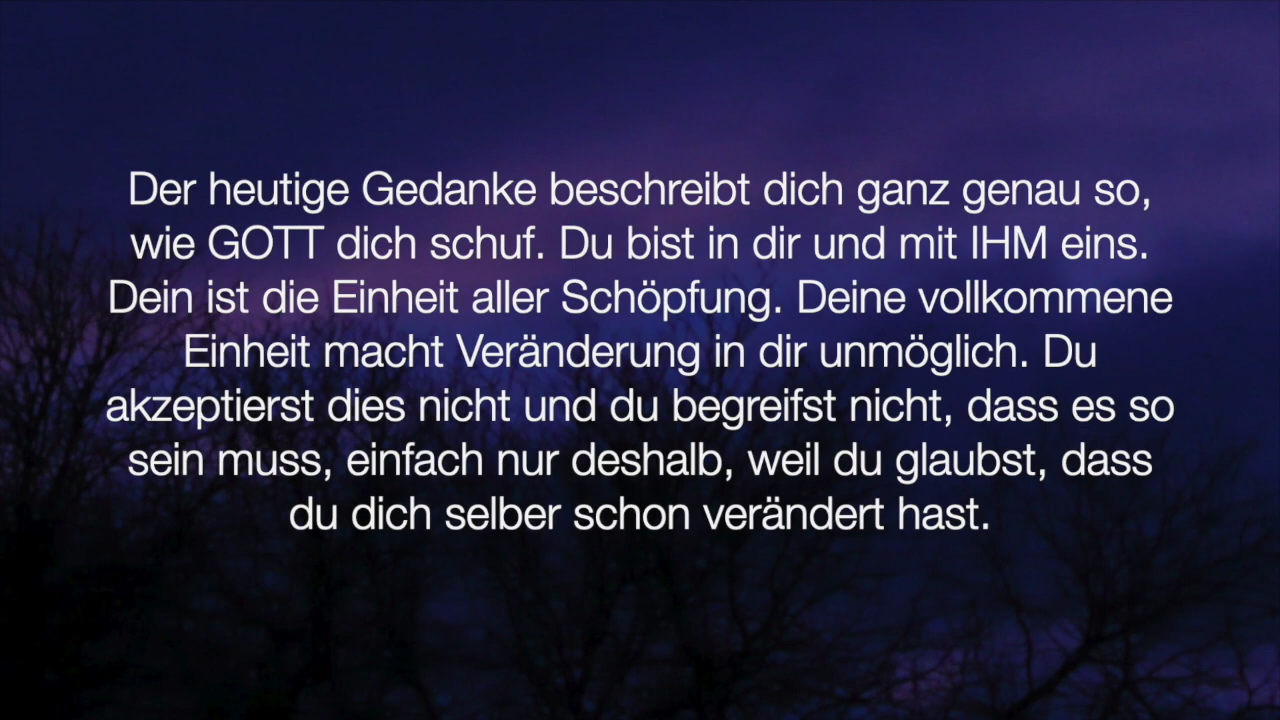 Der heutige Gedanke beschreibt dich ganz genau so,
wie GOTT dich schuf. Du bist in dir und mit IHM eins.
Dein ist die Einheit aller Schöpfung. Deine vollkommene
Einheit macht Veränderung in dir unmöglich. Du
akzeptierst dies nicht und du begreifst nicht, dass es so
sein muss, einfach nur deshalb, weil du glaubst, dass
du dich selber schon verändert hast.